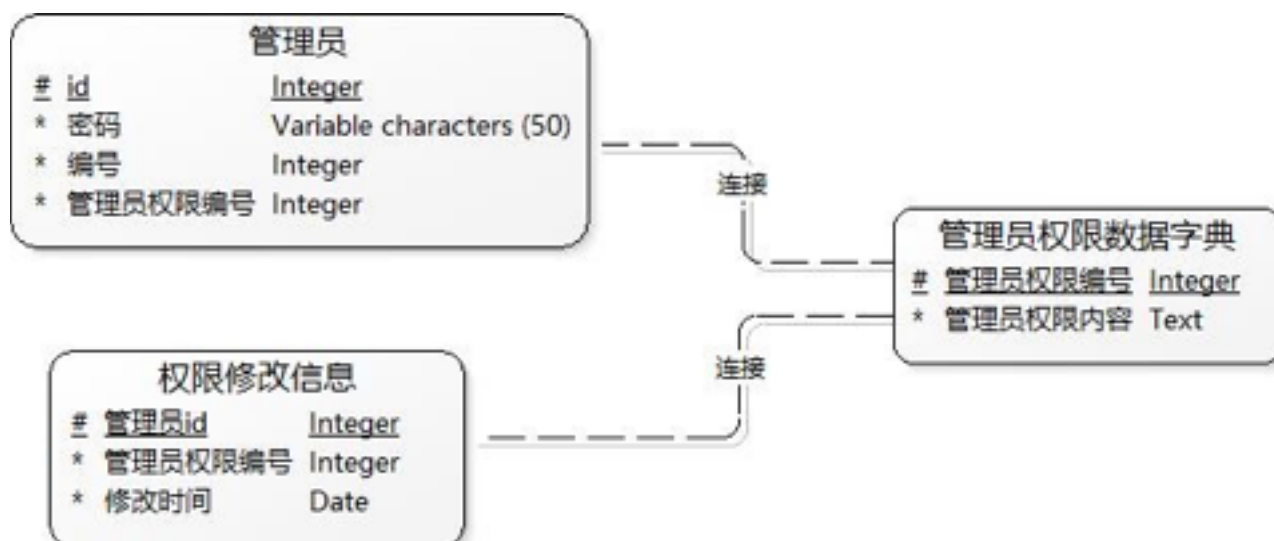 管理员
# id Integer
* 密码 Variable characters (50)
* 编号 Integer
* 管理员权限编号 Integer
连接
管理员权限数据字典
# 管理员权限编号 Integer
* 管理员权限内容 Text
连接
权限修改信息
# 管理员id Integer
* 管理员权限编号 Integer
* 修改时间 Date